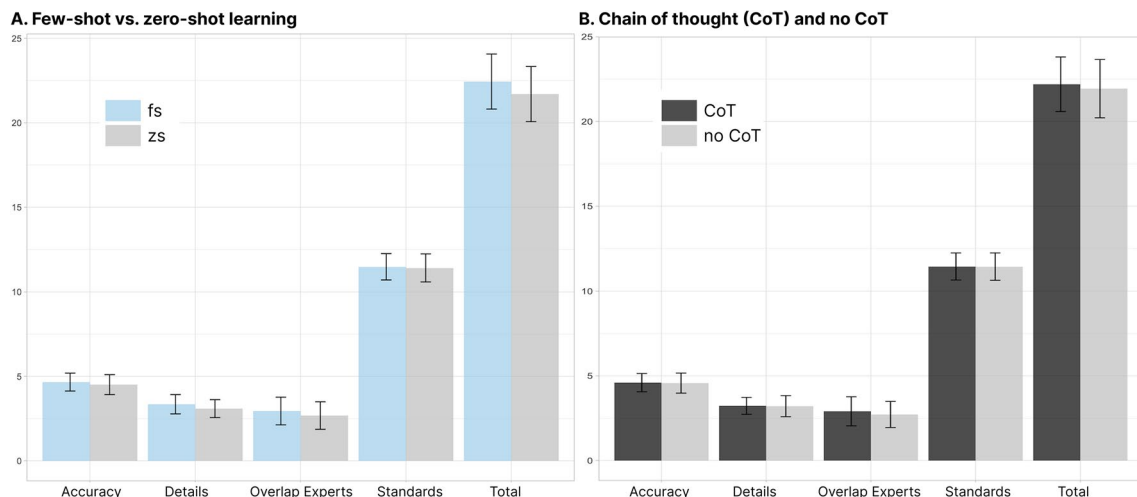 A. Few-shot vs. zero-shot learning
25
20
15
10
5
0
fs
zs
Accuracy
Details
Overlap Experts
Standards
Total
B. Chain of thought (CoT) and no CoT
25
20
15
10
5
0
CoT
no CoT
Accuracy
Details
Overlap Experts
Standards
Total